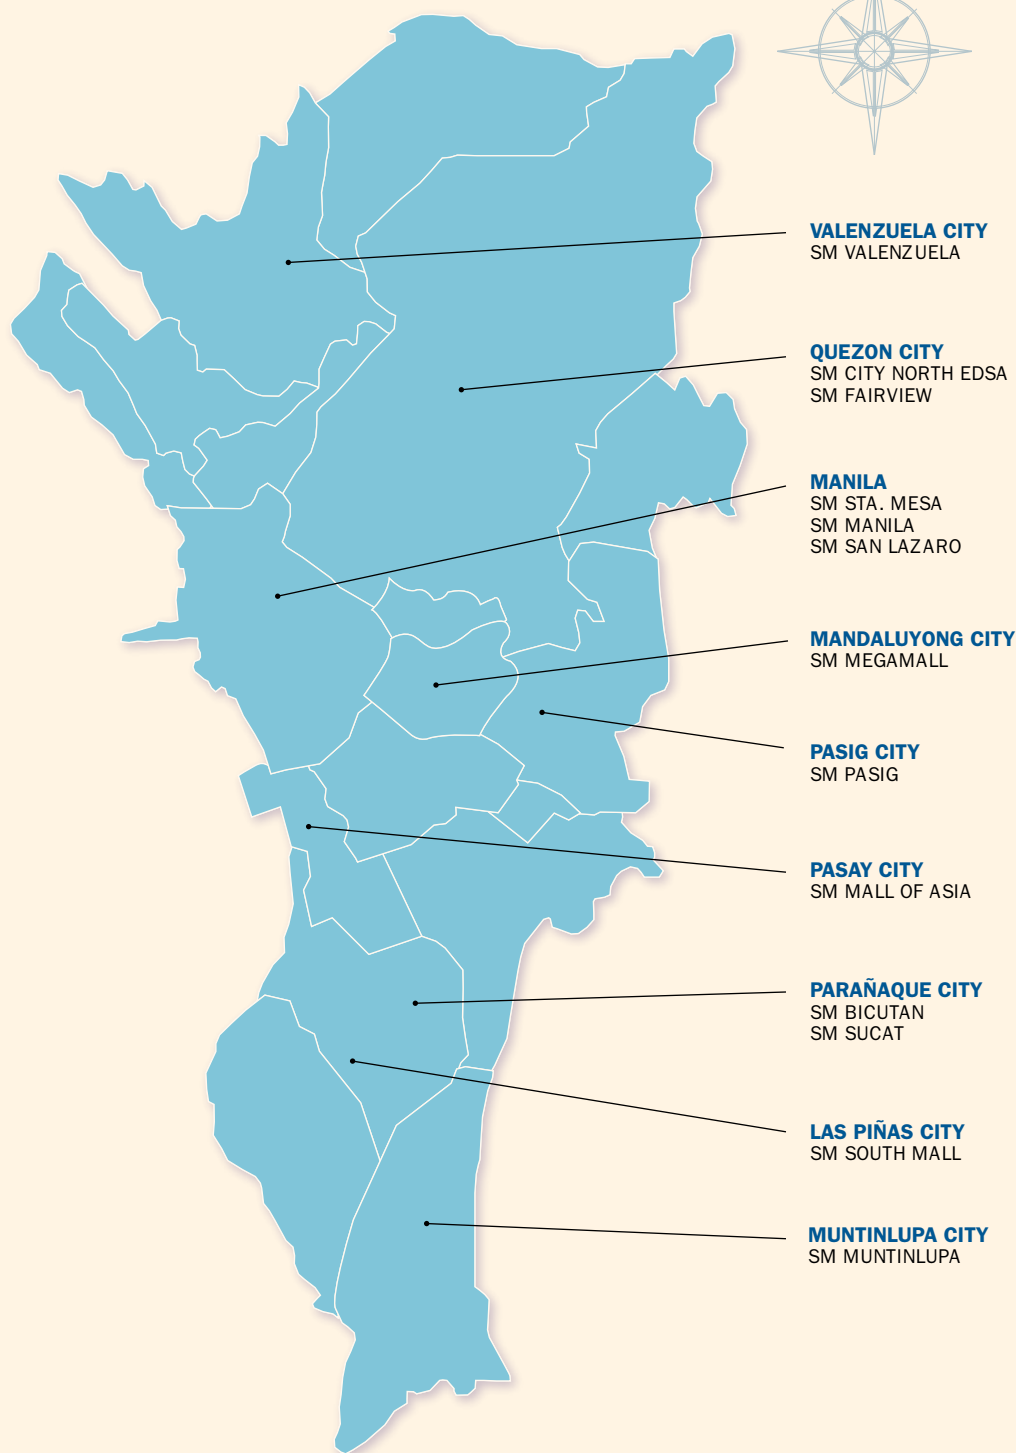 VALENZUELA CITY
SM VALENZUELA
QUEZON CITY
SM CITY NORTH EDSA
SM FAIRVIEW
MANILA
SM STA. MESA
SM MANILA
SM SAN LAZARO
MANDALUYONG CITY
SM MEGAMALL
PASIG CITY
SM PASIG
PASAY CITY
SM MALL OF ASIA
PARAÑAQUE CITY
SM BICUTAN
SM SUCAT
LAS PIÑAS CITY
SM SOUTH MALL
MUNTINLUPA CITY
SM MUNTINLUPA